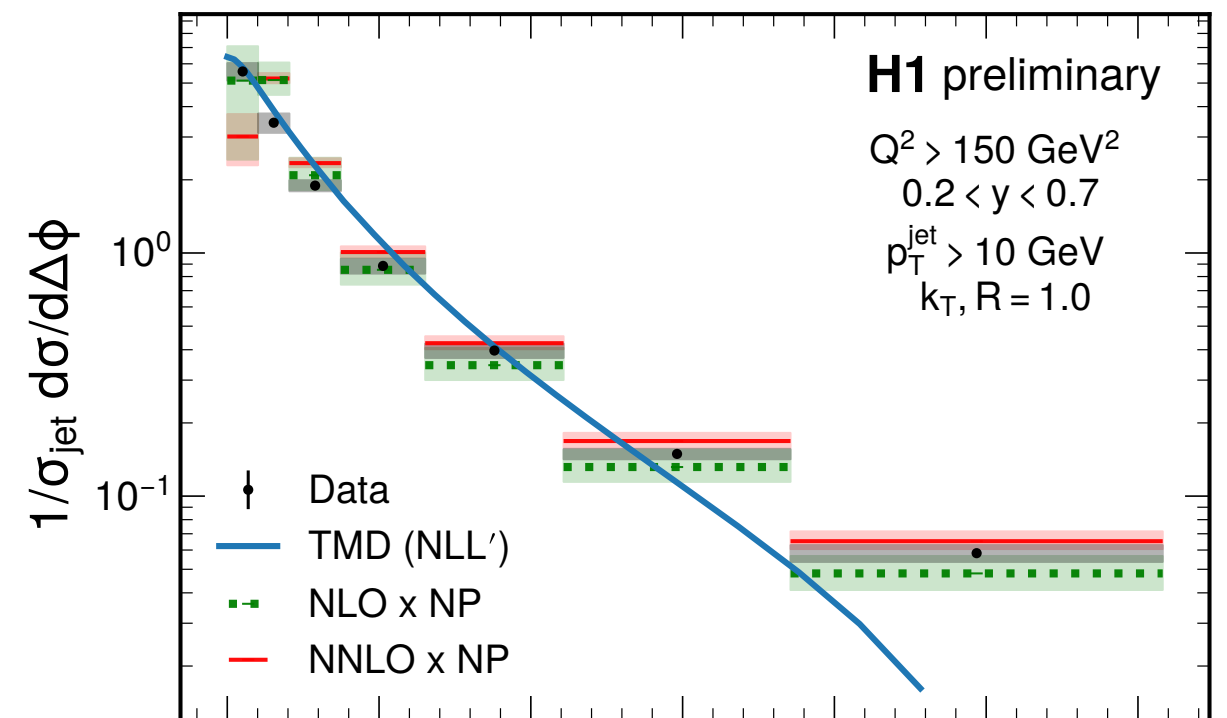 H1 preliminary
Q² > 150 GeV²
0.2 < y < 0.7
p_T^jet > 10 GeV
k_T, R = 1.0
1/σ_jet dσ/dΔϕ
10⁰
10⁻¹
Data
TMD (NLL′)
NLO x NP
NNLO x NP